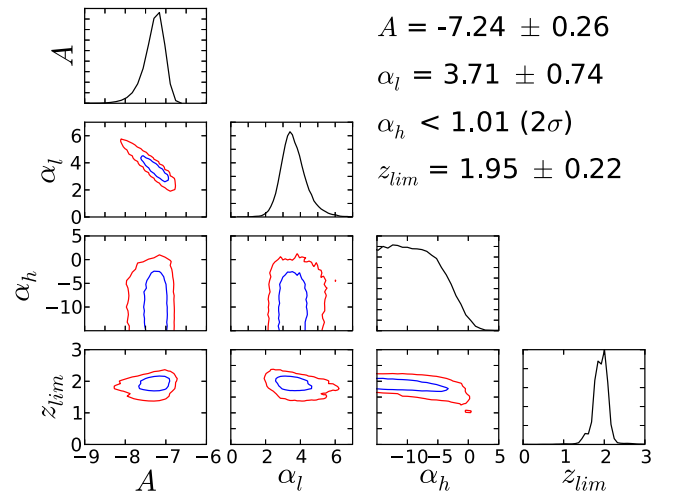 A
A = -7.24 ± 0.26
α_l = 3.71 ± 0.74
α_h < 1.01 (2σ)
z_lim = 1.95 ± 0.22
α_l
6
4
2
0
α_h
5
0
−5
−10
z_lim
3
2
1
0
−9 −8 −7 −6
0 2 4 6
−10 −5 0 5
0 1 2 3
A
α_l
α_h
z_lim